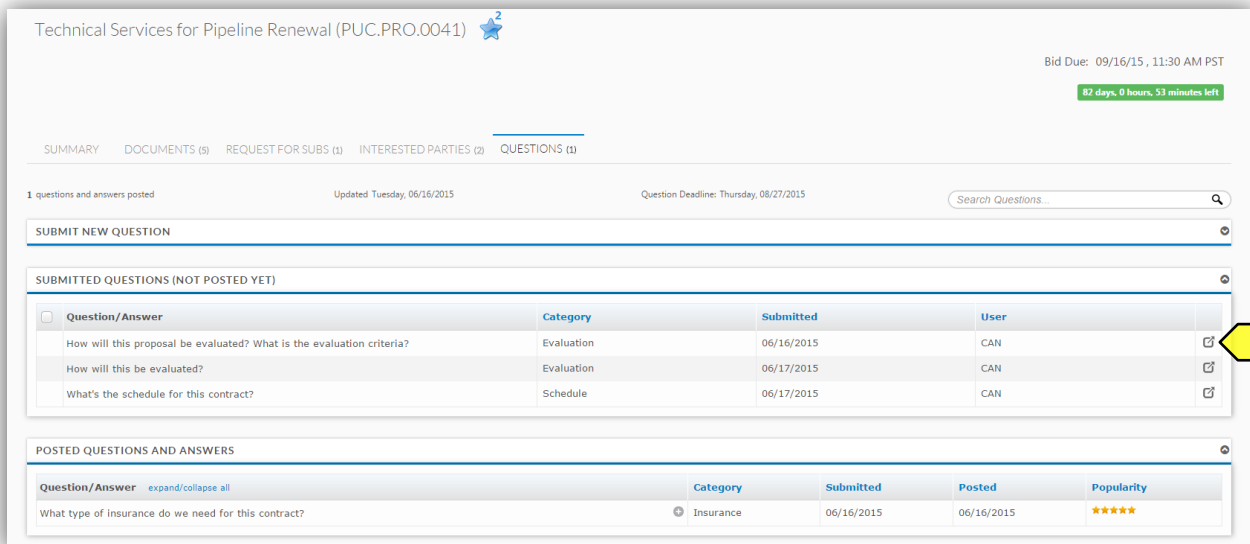 Technical Services for Pipeline Renewal (PUC.PRO.0041) 2
Bid Due: 09/16/15 , 11:30 AM PST
82 days, 0 hours, 53 minutes left
SUMMARY DOCUMENTS (5) REQUEST FOR SUBS (1) INTERESTED PARTIES (2) QUESTIONS (1)
1 questions and answers posted Updated Tuesday, 06/16/2015 Question Deadline: Thursday, 08/27/2015 Search Questions...
SUBMIT NEW QUESTION
SUBMITTED QUESTIONS (NOT POSTED YET)
Question/Answer Category Submitted User
How will this proposal be evaluated? What is the evaluation criteria? Evaluation 06/16/2015 CAN
How will this be evaluated? Evaluation 06/17/2015 CAN
What's the schedule for this contract? Schedule 06/17/2015 CAN
POSTED QUESTIONS AND ANSWERS
Question/Answer expand/collapse all Category Submitted Posted Popularity
What type of insurance do we need for this contract? Insurance 06/16/2015 06/16/2015